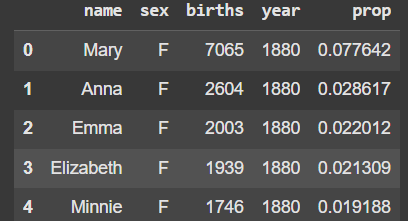 name sex births year prop
0 Mary F 7065 1880 0.077642
1 Anna F 2604 1880 0.028617
2 Emma F 2003 1880 0.022012
3 Elizabeth F 1939 1880 0.021309
4 Minnie F 1746 1880 0.019188